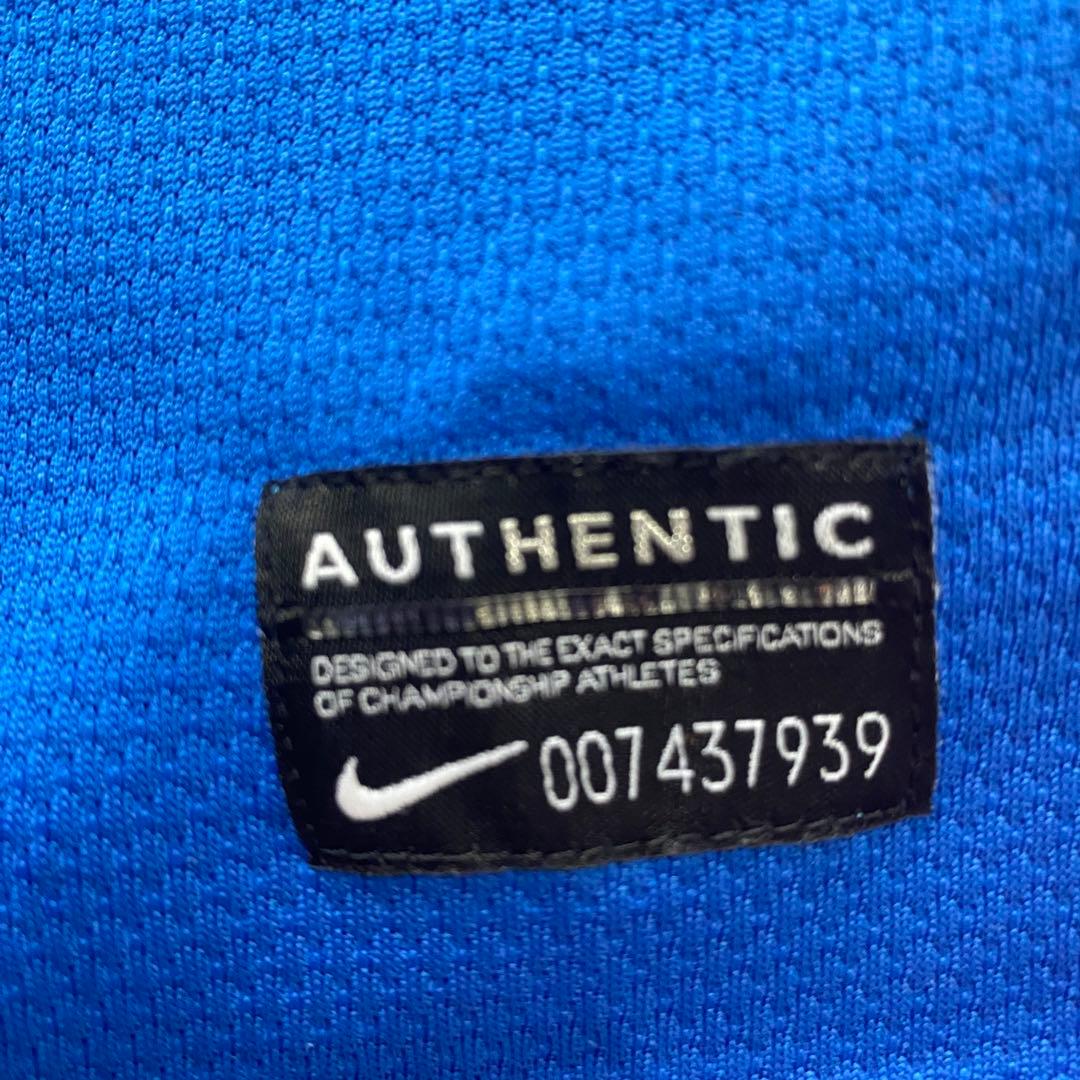 AUTHENTIC
DESIGNED TO THE EXACT SPECIFICATIONS
OF CHAMPIONSHIP ATHLETES
007437939